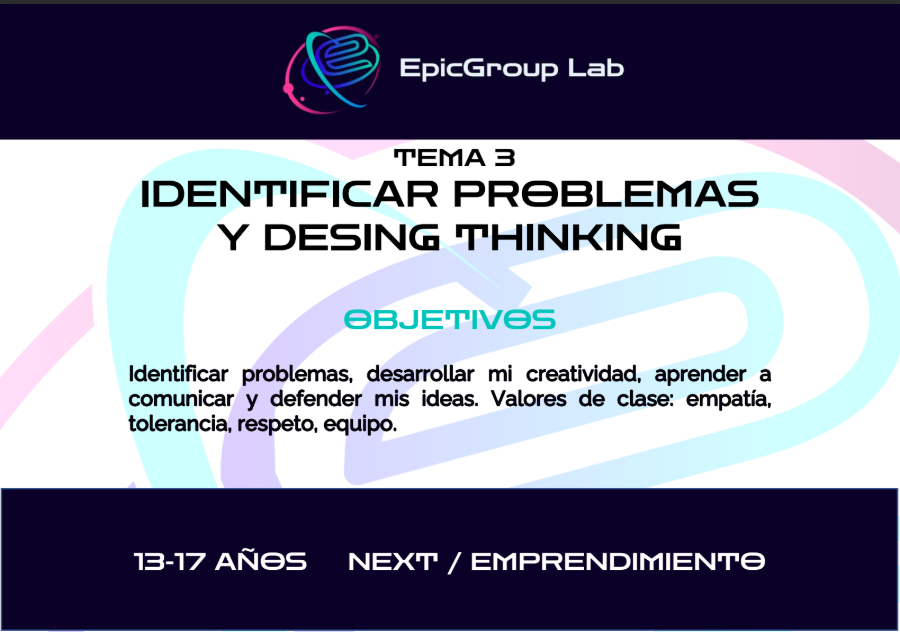 EpicGroup Lab
TEMA 3
IDENTIFICAR PROBLEMAS
Y DESING THINKING
OBJETIVOS
Identificar problemas, desarrollar mi creatividad, aprender a
comunicar y defender mis ideas. Valores de clase: empatía,
tolerancia, respeto, equipo.
13-17 AÑOS NEXT / EMPRENDIMIENTO